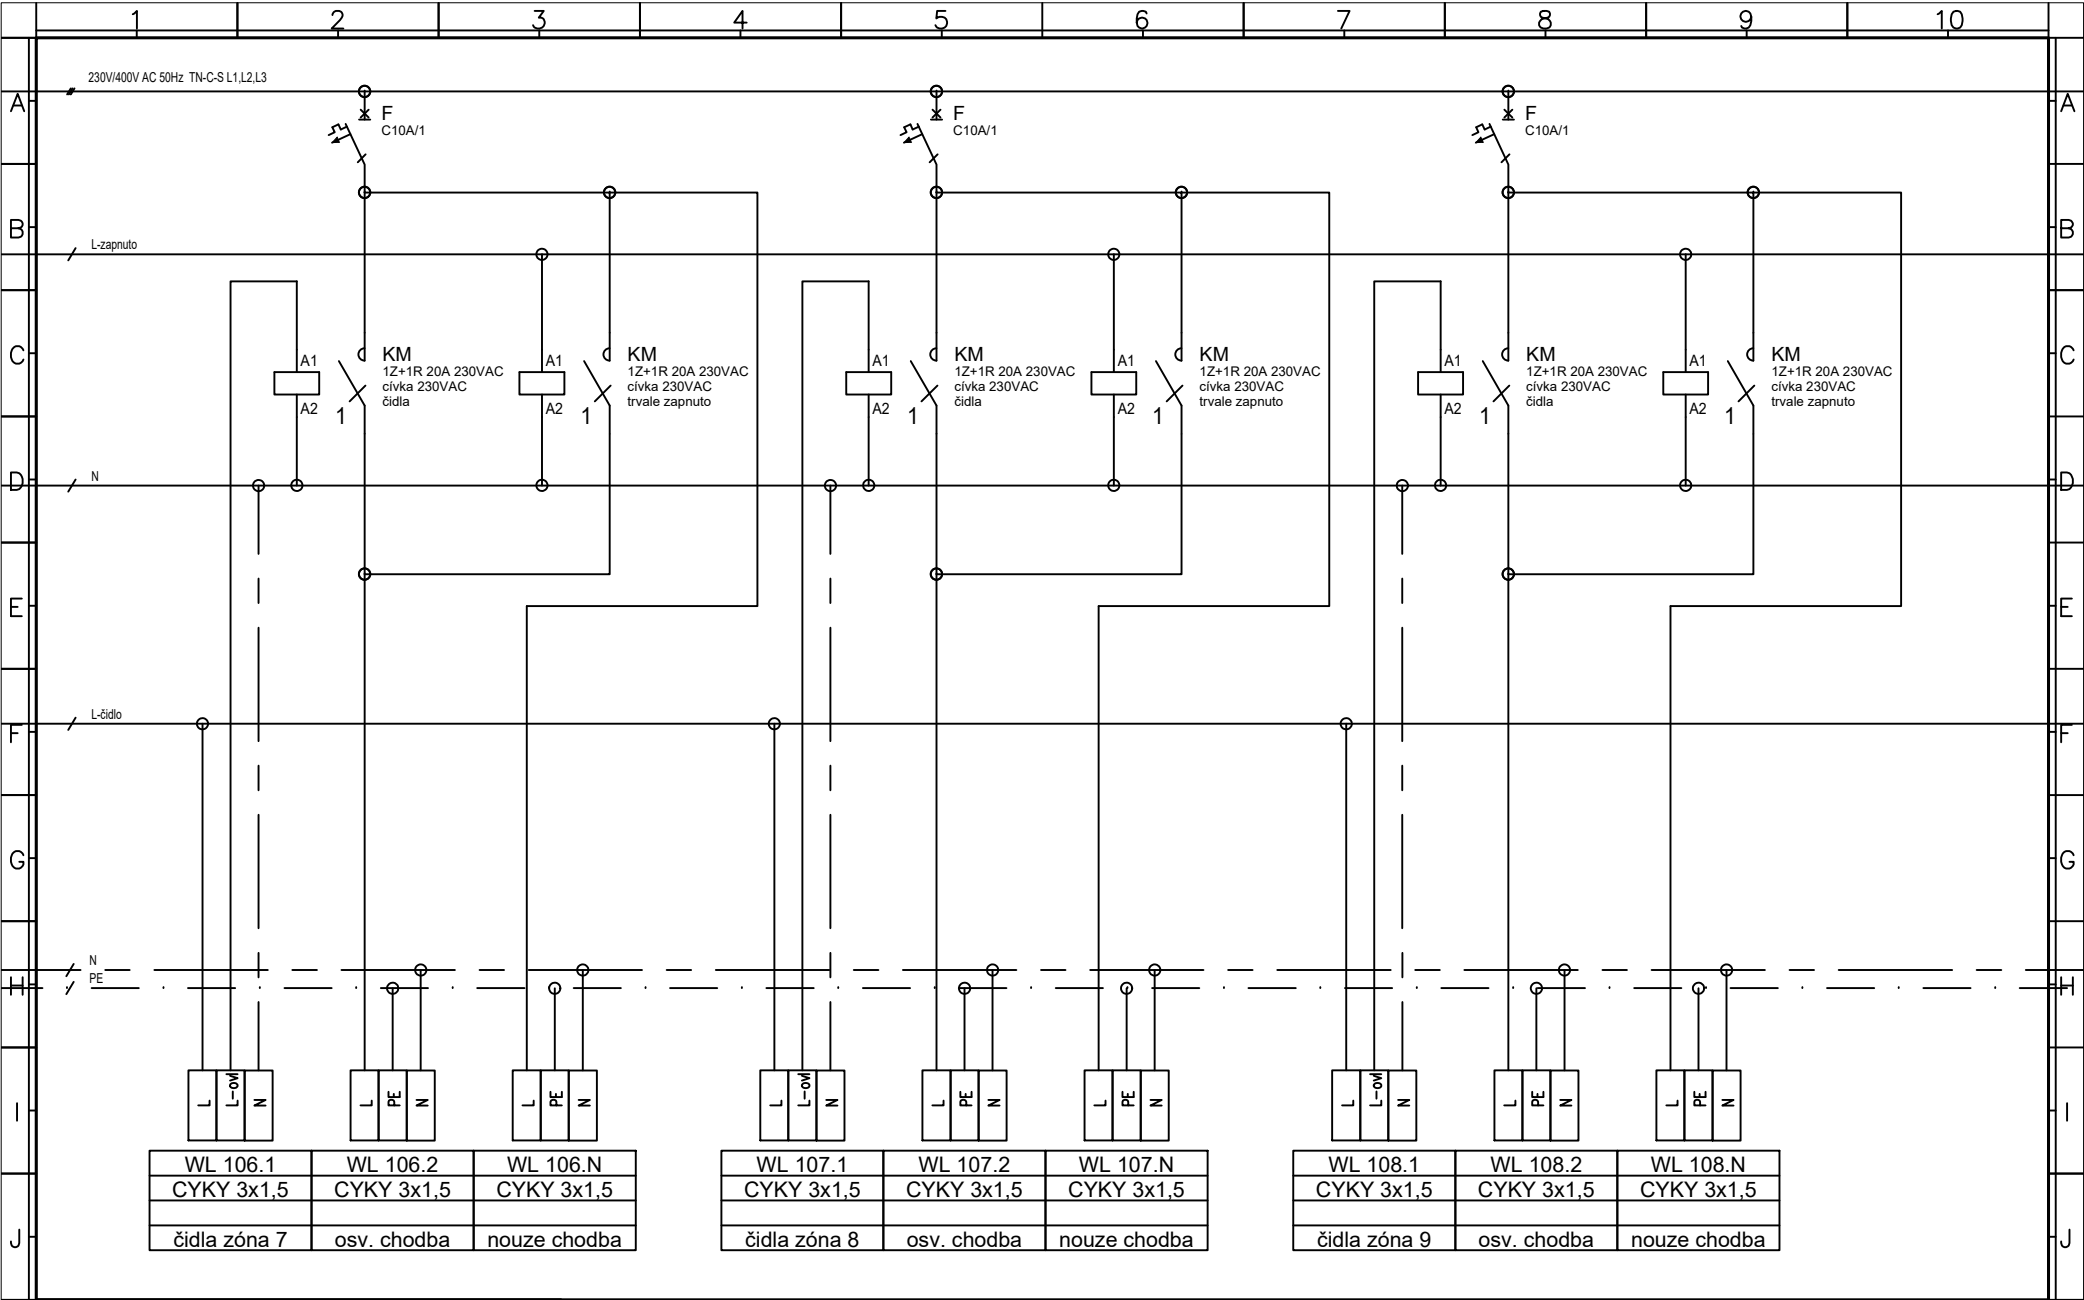 1 2 3 4 5 6 7 8 9 10
230V/400V AC 50Hz TN-C-S L1,L2,L3
A A
F F F
C10A/1 C10A/1 C10A/1
B B
L-zapnuto
C C
A1 KM A1 KM A1 KM A1 KM A1 KM A1 KM
1Z+1R 20A 230VAC 1Z+1R 20A 230VAC 1Z+1R 20A 230VAC 1Z+1R 20A 230VAC 1Z+1R 20A 230VAC 1Z+1R 20A 230VAC
cívka 230VAC cívka 230VAC cívka 230VAC cívka 230VAC cívka 230VAC cívka 230VAC
A2 čidla A2 trvale zapnuto A2 čidla A2 trvale zapnuto A2 čidla A2 trvale zapnuto
1 1 1 1 1 1
N
D D
E E
L-čidlo
F F
G G
N
PE
H H
L L-ovl N L PE N L PE N L L-ovl N L PE N L PE N L L-ovl N L PE N L PE N
I I
WL 106.1 WL 106.2 WL 106.N WL 107.1 WL 107.2 WL 107.N WL 108.1 WL 108.2 WL 108.N
CYKY 3x1,5 CYKY 3x1,5 CYKY 3x1,5 CYKY 3x1,5 CYKY 3x1,5 CYKY 3x1,5 CYKY 3x1,5 CYKY 3x1,5 CYKY 3x1,5
J J
čidla zóna 7 osv. chodba nouze chodba čidla zóna 8 osv. chodba nouze chodba čidla zóna 9 osv. chodba nouze chodba